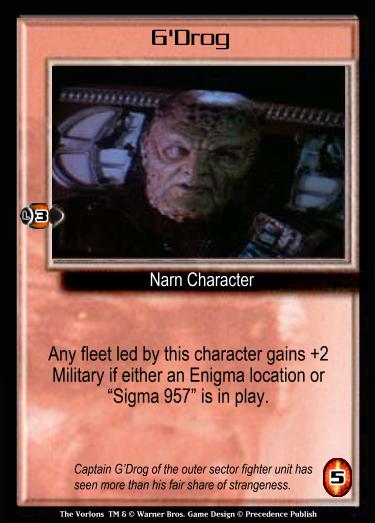 G'Drog
L 3
Narn Character
Any fleet led by this character gains +2
Military if either an Enigma location or
“Sigma 957” is in play.
Captain G'Drog of the outer sector fighter unit has
seen more than his fair share of strangeness.
5
The Vorlons TM & © Warner Bros. Game Design © Precedence Publish